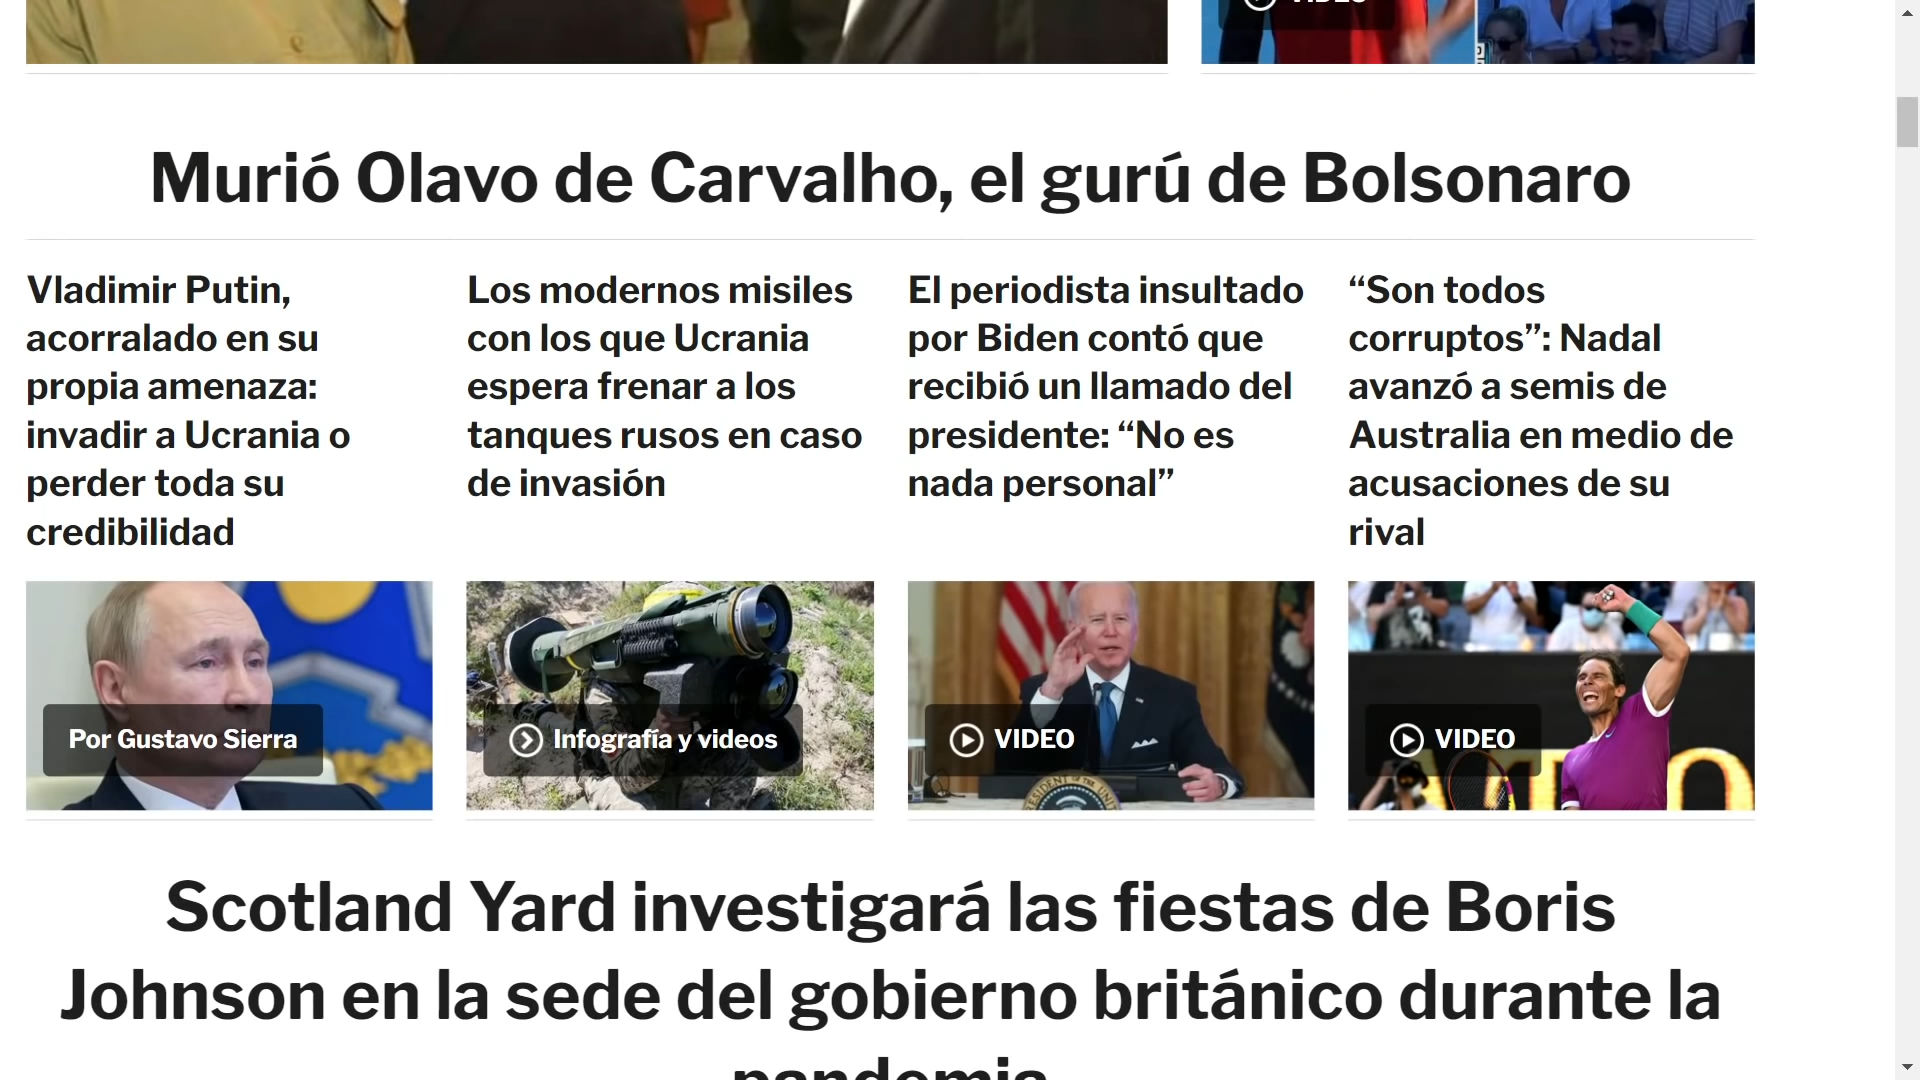 Murió Olavo de Carvalho, el gurú de Bolsonaro
Vladimir Putin,
acorralado en su
propia amenaza:
invadir a Ucrania o
perder toda su
credibilidad
Por Gustavo Sierra
Los modernos misiles
con los que Ucrania
espera frenar a los
tanques rusos en caso
de invasión
Infografía y videos
El periodista insultado
por Biden contó que
recibió un llamado del
presidente: “No es
nada personal”
VIDEO
“Son todos
corruptos”: Nadal
avanzó a semis de
Australia en medio de
acusaciones de su
rival
VIDEO
Scotland Yard investigará las fiestas de Boris
Johnson en la sede del gobierno británico durante la
pandemia